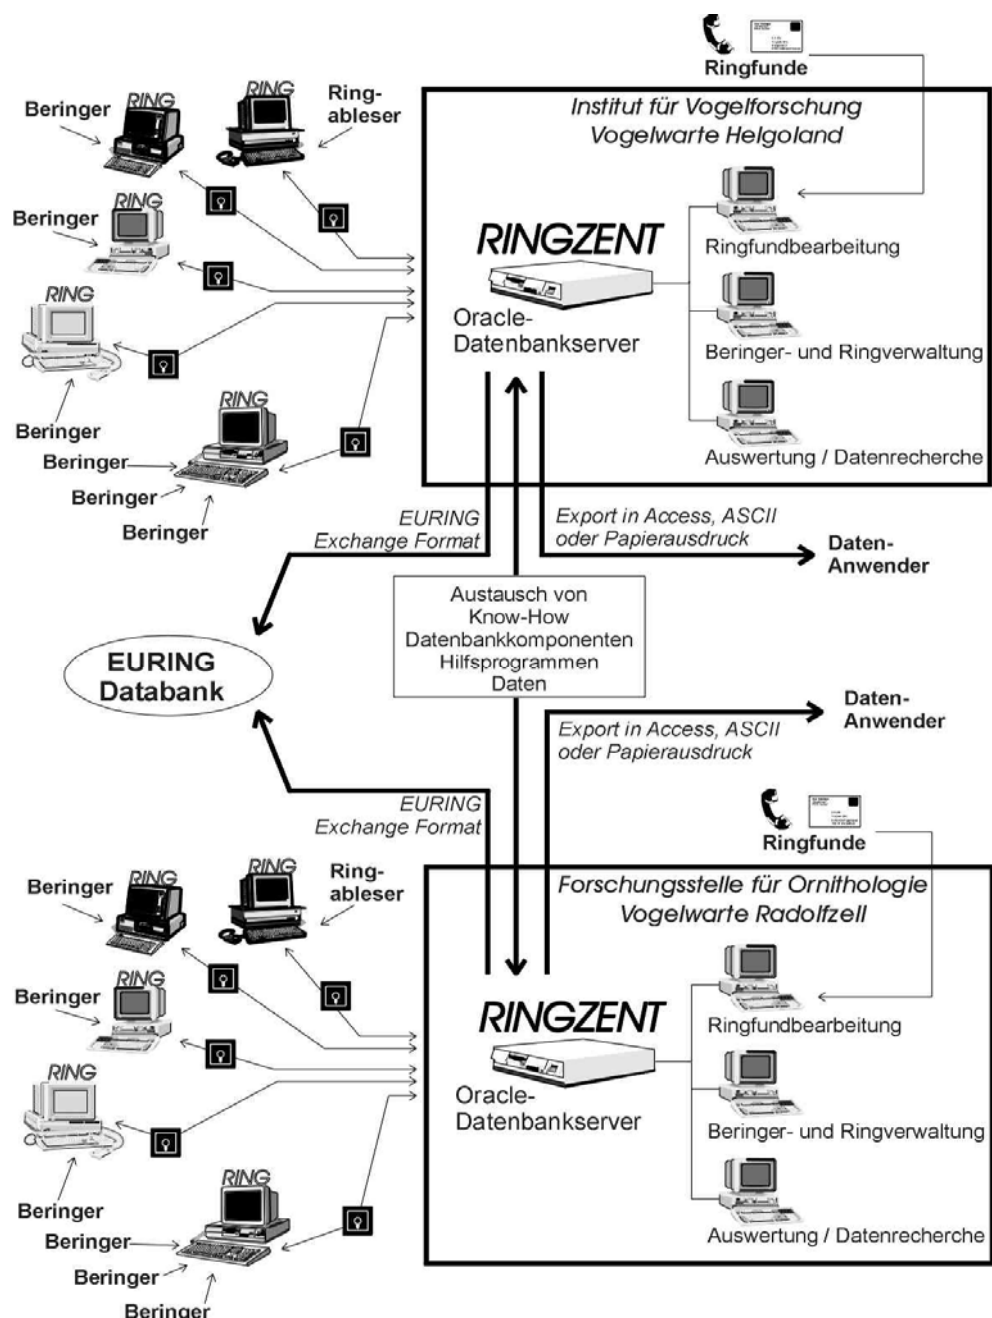 Ringfunde
Institut für Vogelforschung
Vogelwarte Helgoland
RING
RING
Beringer
Ring-
ableser
RING
Beringer
RING
Beringer
RING
Beringer
Beringer
Beringer
RINGZENT
Oracle-
Datenbankserver
Ringfundbearbeitung
Beringer- und Ringverwaltung
Auswertung / Datenrecherche
EURING
Exchange Format
Export in Access, ASCII
oder Papierausdruck
Daten-
Anwender
Austausch von
Know-How
Datenbankkomponenten
Hilfsprogrammen
Daten
EURING
Databank
Daten-
Anwender
Export in Access, ASCII
oder Papierausdruck
EURING
Exchange Format
Ringfunde
Forschungsstelle für Ornithologie
Vogelwarte Radolfzell
RING
RING
Beringer
Ring-
ableser
RING
Beringer
RING
Beringer
RING
Beringer
Beringer
Beringer
RINGZENT
Oracle-
Datenbankserver
Ringfundbearbeitung
Beringer- und Ringverwaltung
Auswertung / Datenrecherche